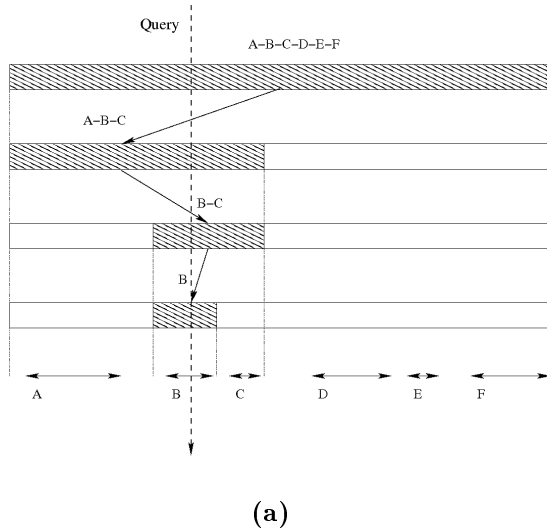 Query
A-B-C-D-E-F
A-B-C
B-C
B
A B C D E F
(a)